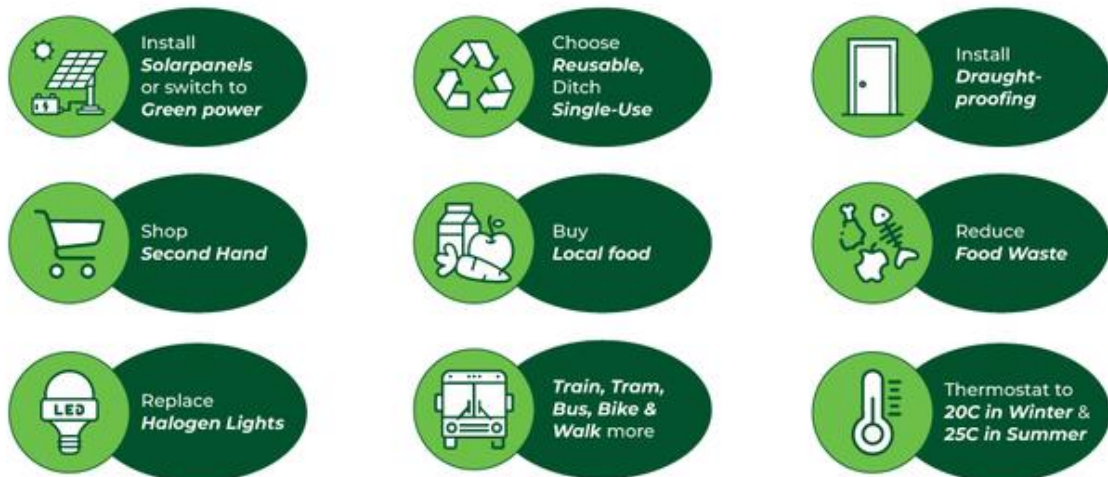 Install
Solarpanels
or switch to
Green power
Choose
Reusable,
Ditch
Single-Use
Install
Draught-
proofing
Shop
Second Hand
Buy
Local food
Reduce
Food Waste
LED
Replace
Halogen Lights
Train, Tram,
Bus, Bike &
Walk more
Thermostat to
20C in Winter &
25C in Summer